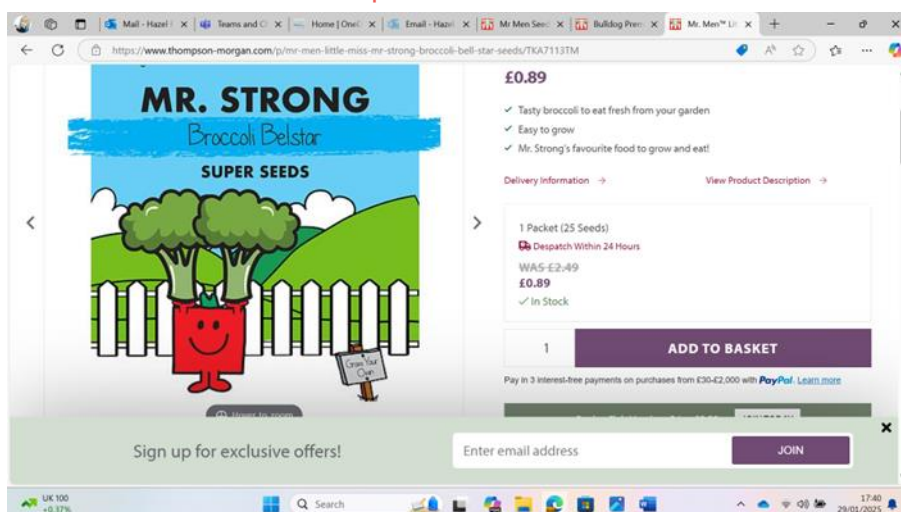 Mail - Hazel
Teams and C
Home | OneD
Email - Hazel
Mr Men Seed
Bulldog Prem
Mr. Men™ Lit
https://www.thompson-morgan.com/p/mr-men-little-miss-mr-strong-broccoli-bell-star-seeds/TKA7113TM
MR. STRONG
Broccoli Belstar
SUPER SEEDS
Grow Your
Own
Hover to zoom
£0.89
Tasty broccoli to eat fresh from your garden
Easy to grow
Mr. Strong's favourite food to grow and eat!
Delivery Information
View Product Description
1 Packet (25 Seeds)
Despatch Within 24 Hours
WAS £2.49
£0.89
In Stock
1
ADD TO BASKET
Pay in 3 interest-free payments on purchases from £30-£2,000 with PayPal. Learn more
Sign up for exclusive offers!
Enter email address
JOIN
UK 100
+0.37%
Search
17:40
29/01/2025